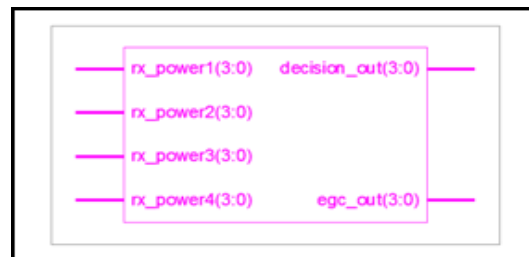 rx_power1(3:0) decision_out(3:0)
rx_power2(3:0)
rx_power3(3:0)
rx_power4(3:0) egc_out(3:0)